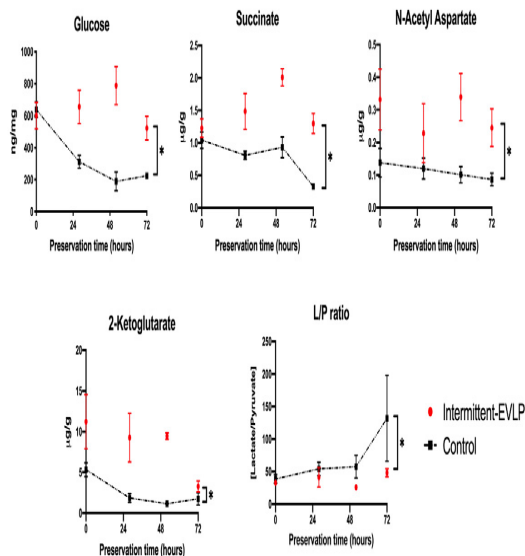 Glucose
ng/mg
1000
800
600
400
200
0
*
0 24 48 72
Preservation time (hours)
Succinate
μg/g
2.5
2.0
1.5
1.0
0.5
0.0
*
0 24 48 72
Preservation time (hours)
N-Acetyl Aspartate
μg/g
0.5
0.4
0.3
0.2
0.1
0.0
*
0 24 48 72
Preservation time (hours)
2-Ketoglutarate
μg/g
20
15
10
5
0
*
0 24 48 72
Preservation time (hours)
L/P ratio
[Lactate/Pyruvate]
250
200
150
100
50
0
*
0 24 48 72
Preservation time (hours)
Intermittent-EVLP
Control